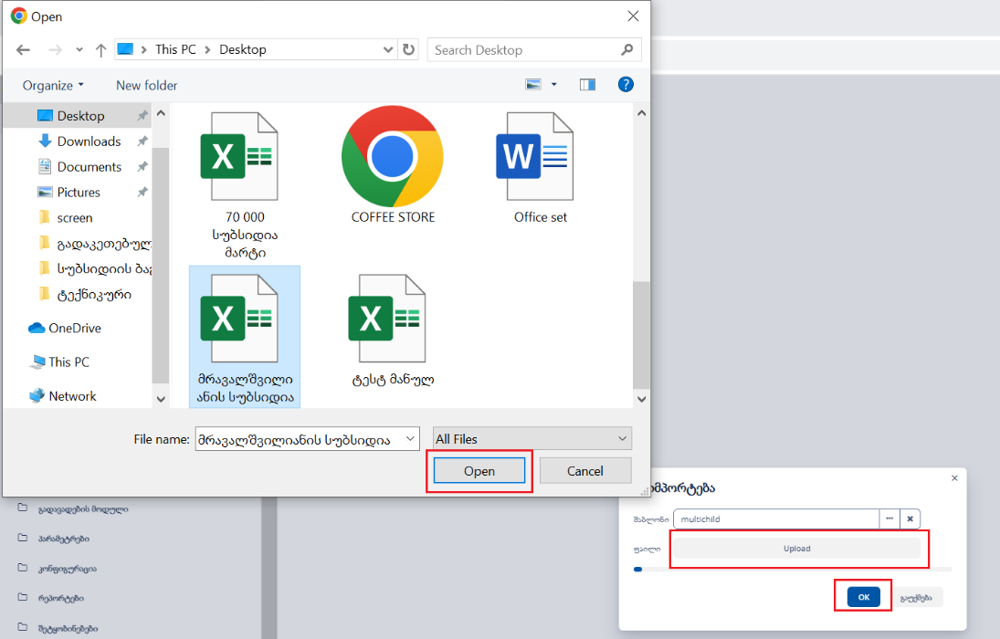 Open
This PC
Desktop
Search Desktop
Organize
New folder
Desktop
Downloads
Documents
Pictures
screen
გადაკეთებულ
სუბსიდიის ბა
ტექნიკური
OneDrive
This PC
Network
70 000
სუბსიდია
მარტი
COFFEE STORE
Office set
მრავალშვილი
ანის სუბსიდია
ტესტ მანულ
File name:
მრავალშვილიანის სუბსიდია
All Files
Open
Cancel
გადავადების მოდული
პარამეტრები
კონფიგურაცია
რეპორტები
შეტყობინებები
მპორტება
შაბლონი
multichild
ფაილი
Upload
OK
გაუქმება